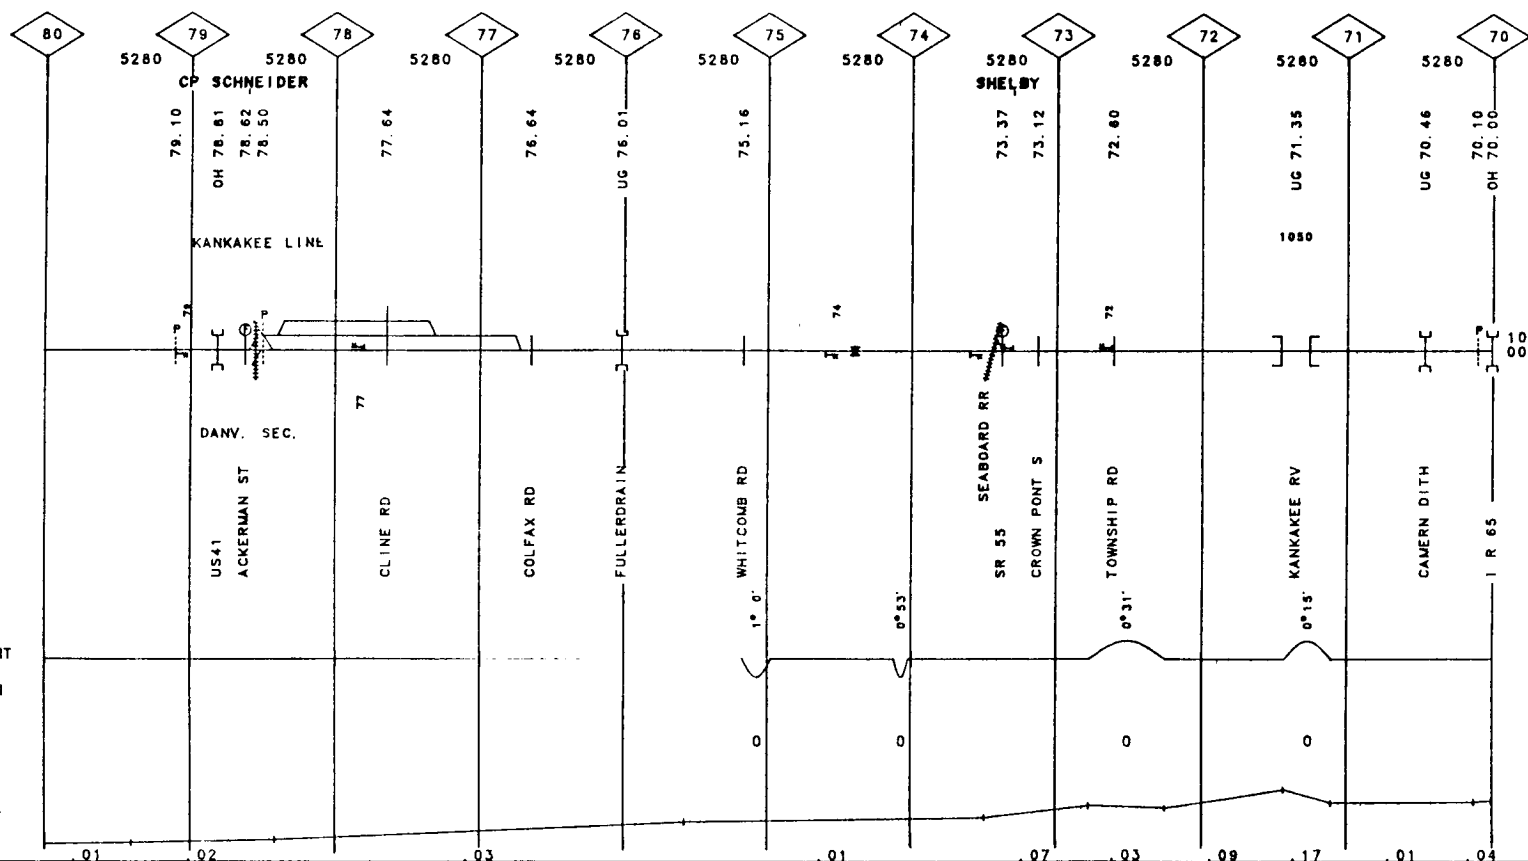 80 79 78 77 76 75 74 73 72 71 70
5280 5280 5280 5280 5280 5280 5280 5280 5280 5280
CP SCHNEIDER SHELBY
79.10 OH 78.81 78.62 78.50 77.64 76.64 UG 76.01 75.16 73.37 73.12 72.60 UG 71.35 UG 70.46 70.10 OH 70.00
KANKAKEE LINE 1050
79 74 72
P P P
10
00
77
DANV. SEC.
US41 ACKERMAN ST CLINE RD COLFAX RD FULLERDRAIN WHITCOMB RD SEABOARD RR SR 55 CROWN PONT S TOWNSHIP RD KANKAKEE RV CAMERN DITH I R 65
1° 0' 0°53' 0°31' 0°15'
RT
0 0 0 0
.01 .02 .03 .01 .07 .03 .09 .17 .01 .04